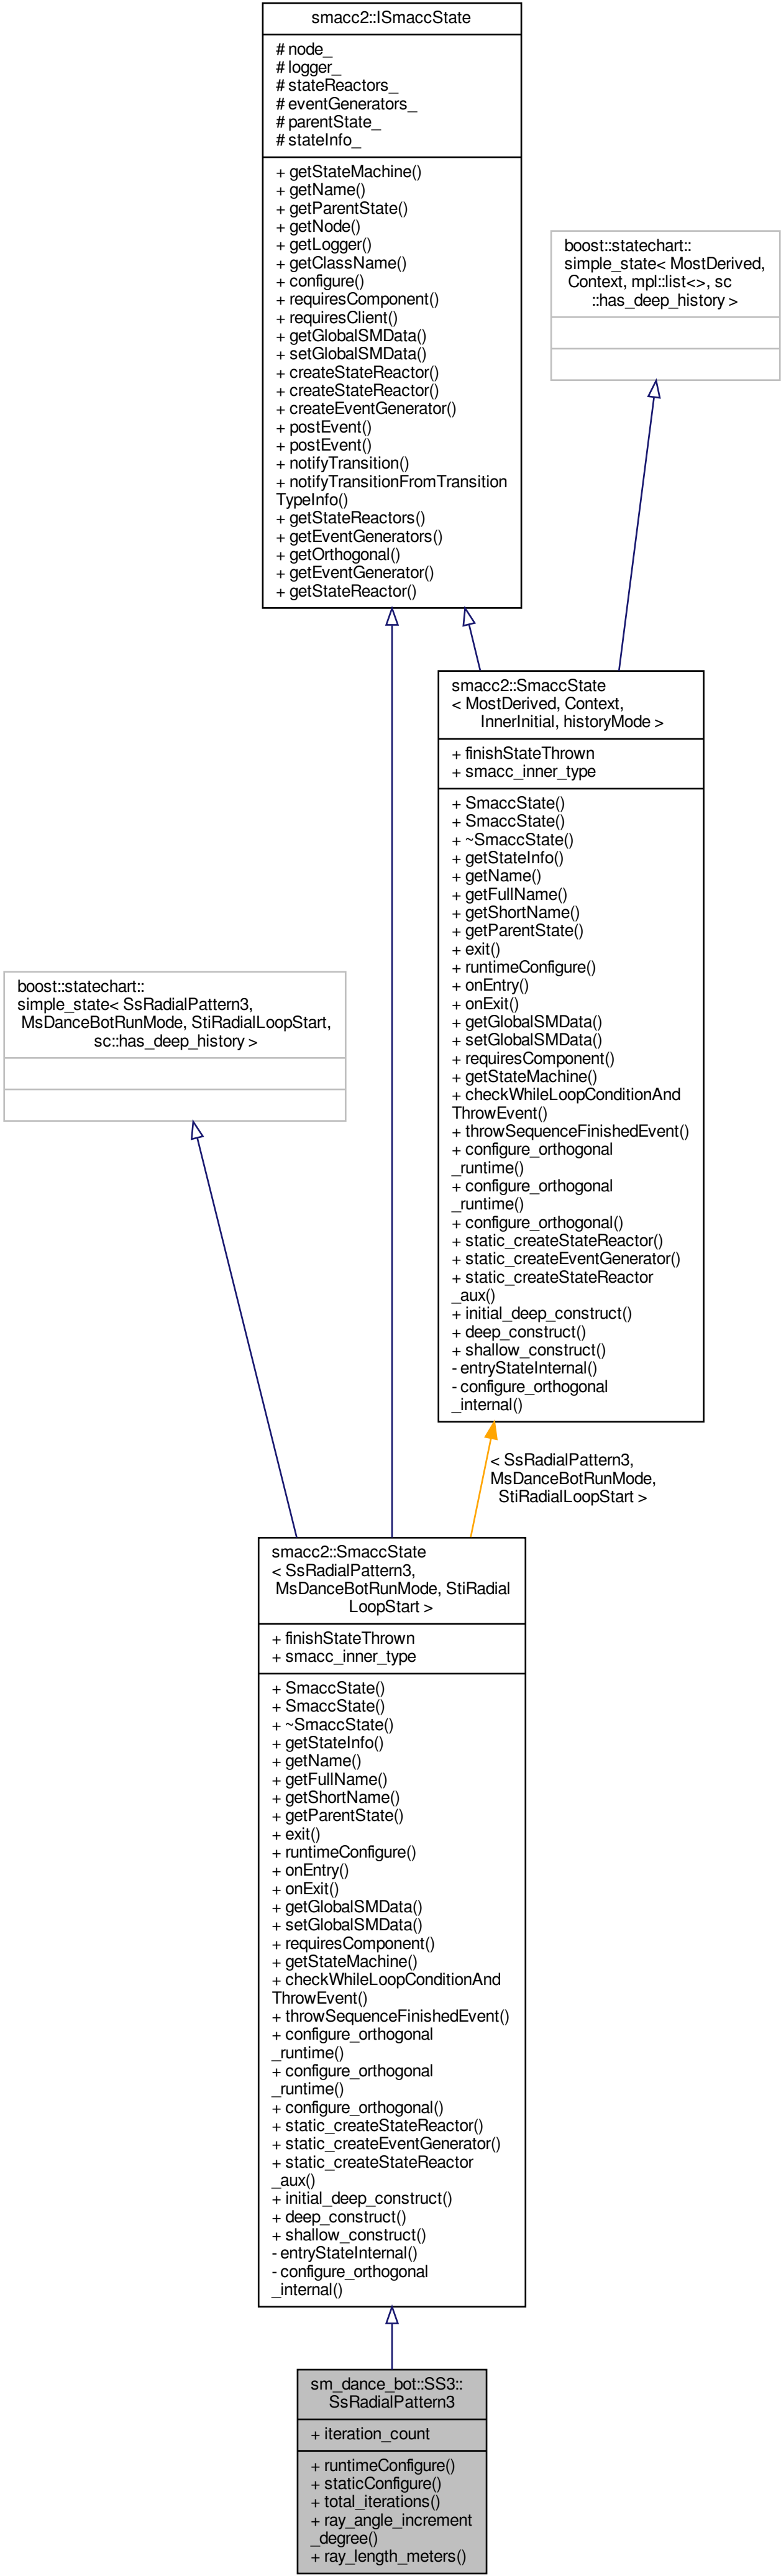 smacc2::ISmaccState
# node_
# logger_
# stateReactors_
# eventGenerators_
# parentState_
# stateInfo_
+ getStateMachine()
+ getName()
+ getParentState()
+ getNode()
+ getLogger()
+ getClassName()
+ configure()
+ requiresComponent()
+ requiresClient()
+ getGlobalSMData()
+ setGlobalSMData()
+ createStateReactor()
+ createStateReactor()
+ createEventGenerator()
+ postEvent()
+ postEvent()
+ notifyTransition()
+ notifyTransitionFromTransition
TypeInfo()
+ getStateReactors()
+ getEventGenerators()
+ getOrthogonal()
+ getEventGenerator()
+ getStateReactor()
boost::statechart::
simple_state< MostDerived,
Context, mpl::list<>, sc
::has_deep_history >
smacc2::SmaccState
< MostDerived, Context,
InnerInitial, historyMode >
+ finishStateThrown
+ smacc_inner_type
+ SmaccState()
+ SmaccState()
+ ~SmaccState()
+ getStateInfo()
+ getName()
+ getFullName()
+ getShortName()
+ getParentState()
+ exit()
+ runtimeConfigure()
+ onEntry()
+ onExit()
+ getGlobalSMData()
+ setGlobalSMData()
+ requiresComponent()
+ getStateMachine()
+ checkWhileLoopConditionAnd
ThrowEvent()
+ throwSequenceFinishedEvent()
+ configure_orthogonal
_runtime()
+ configure_orthogonal
_runtime()
+ configure_orthogonal()
+ static_createStateReactor()
+ static_createEventGenerator()
+ static_createStateReactor
_aux()
+ initial_deep_construct()
+ deep_construct()
+ shallow_construct()
- entryStateInternal()
- configure_orthogonal
_internal()
boost::statechart::
simple_state< SsRadialPattern3,
MsDanceBotRunMode, StiRadialLoopStart,
sc::has_deep_history >
< SsRadialPattern3,
MsDanceBotRunMode,
StiRadialLoopStart >
smacc2::SmaccState
< SsRadialPattern3,
MsDanceBotRunMode, StiRadial
LoopStart >
+ finishStateThrown
+ smacc_inner_type
+ SmaccState()
+ SmaccState()
+ ~SmaccState()
+ getStateInfo()
+ getName()
+ getFullName()
+ getShortName()
+ getParentState()
+ exit()
+ runtimeConfigure()
+ onEntry()
+ onExit()
+ getGlobalSMData()
+ setGlobalSMData()
+ requiresComponent()
+ getStateMachine()
+ checkWhileLoopConditionAnd
ThrowEvent()
+ throwSequenceFinishedEvent()
+ configure_orthogonal
_runtime()
+ configure_orthogonal
_runtime()
+ configure_orthogonal()
+ static_createStateReactor()
+ static_createEventGenerator()
+ static_createStateReactor
_aux()
+ initial_deep_construct()
+ deep_construct()
+ shallow_construct()
- entryStateInternal()
- configure_orthogonal
_internal()
sm_dance_bot::SS3::
SsRadialPattern3
+ iteration_count
+ runtimeConfigure()
+ staticConfigure()
+ total_iterations()
+ ray_angle_increment
_degree()
+ ray_length_meters()